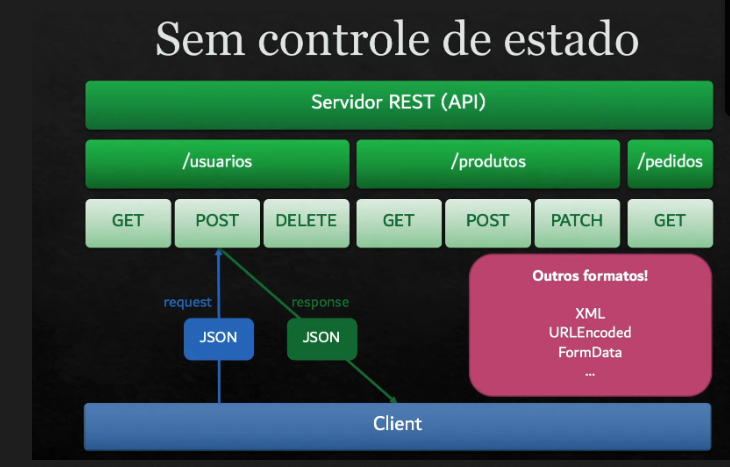 Sem controle de estado
Servidor REST (API)
/usuarios
/produtos
/pedidos
GET
POST
DELETE
GET
POST
PATCH
GET
request
response
JSON
JSON
Outros formatos!
XML
URLEncoded
FormData
...
Client